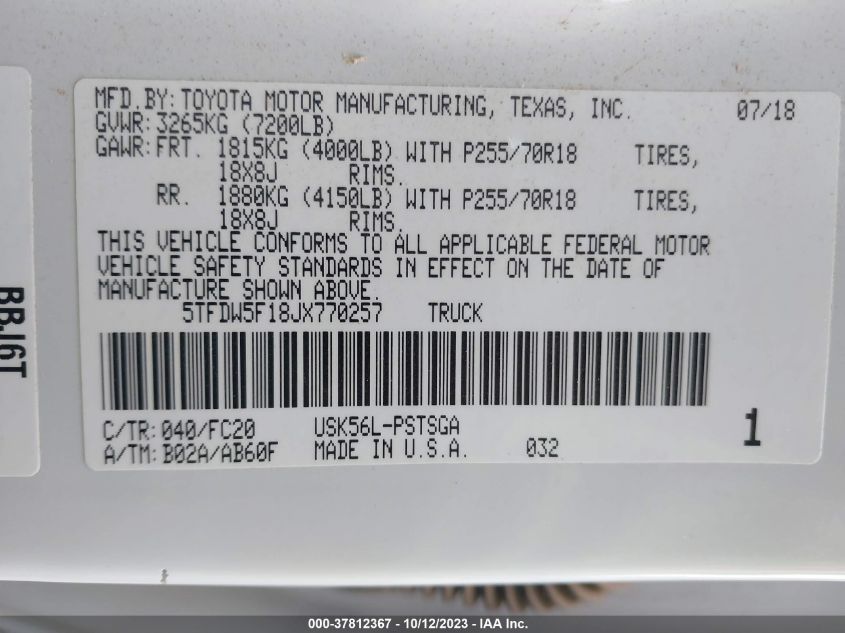 MFD.BY:TOYOTA MOTOR MANUFACTURING, TEXAS, INC. 07/18
GVWR:3265KG (7200LB)
GAWR:FRT. 1815KG (4000LB) WITH P255/70R18 TIRES,
18X8J RIMS.
RR. 1880KG (4150LB) WITH P255/70R18 TIRES,
18X8J RIMS.
THIS VEHICLE CONFORMS TO ALL APPLICABLE FEDERAL MOTOR
VEHICLE SAFETY STANDARDS IN EFFECT ON THE DATE OF
MANUFACTURE SHOWN ABOVE.
5TFDW5F18JX770257 TRUCK
C/TR:040/FC20 USK56L-PSTSGA
A/TM:B02A/AB60F MADE IN U.S.A. 032
1
BBJ6T
000-37812367 - 10/12/2023 - IAA Inc.